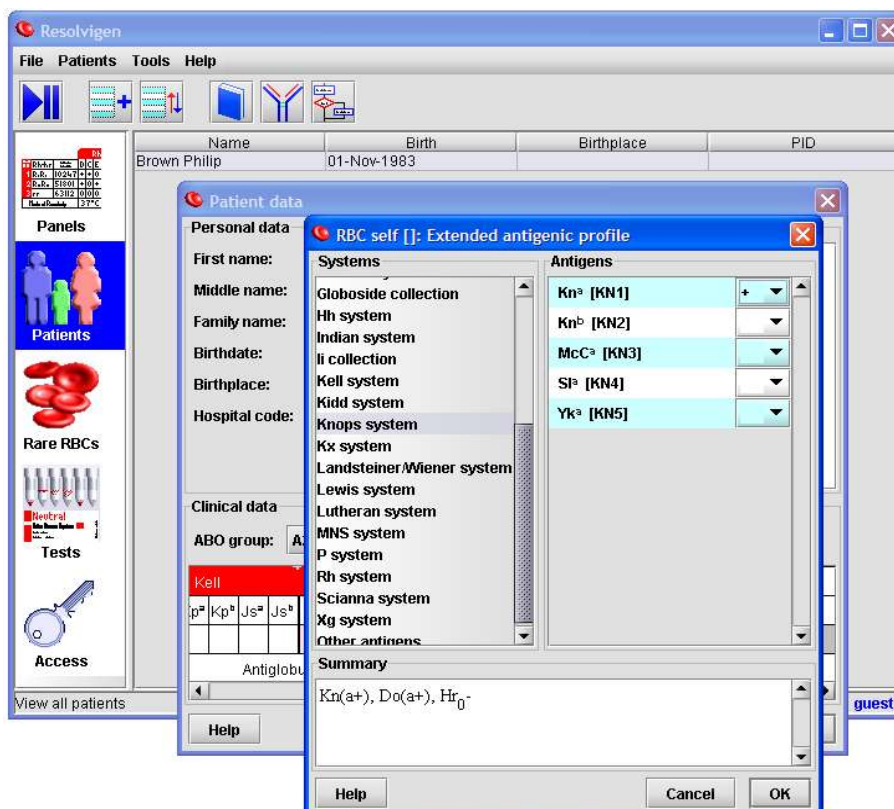 Resolvigen
File Patients Tools Help
Name Birth Birthplace PID
Brown Philip 01-Nov-1983
Panels
Patients
Rare RBCs
Tests
Access
Patient data
Personal data
First name:
Middle name:
Family name:
Birthdate:
Birthplace:
Hospital code:
Clinical data
ABO group:
Kell
Kpᵇ Jsᵃ Jsᵇ
RBC self []: Extended antigenic profile
Systems
Globoside collection
Hh system
Indian system
Ii collection
Kell system
Kidd system
Knops system
Kx system
Landsteiner/Wiener system
Lewis system
Lutheran system
MNS system
P system
Rh system
Scianna system
Xg system
Other antigens
Antigens
Knᵃ [KN1] +
Knᵇ [KN2]
McCᵃ [KN3]
Slᵃ [KN4]
Ykᵃ [KN5]
Summary
Kn(a+), Do(a+), Hr₀-
Help Cancel OK
Help
View all patients guest
Neutral
37°C